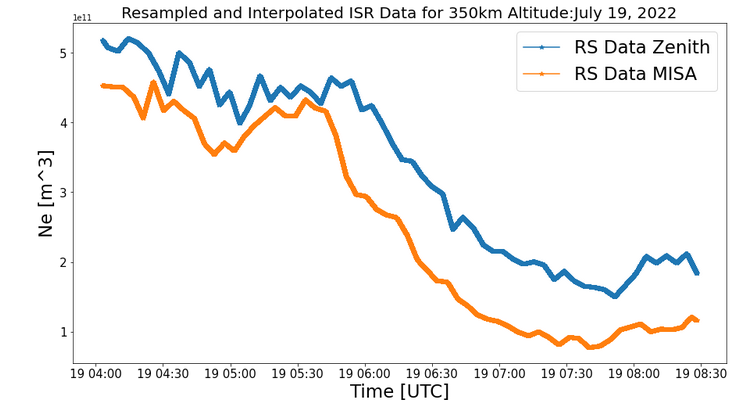 Resampled and Interpolated ISR Data for 350km Altitude:July 19, 2022
1e11
RS Data Zenith
RS Data MISA
5
4
3
2
1
Ne [m^3]
19 04:00 19 04:30 19 05:00 19 05:30 19 06:00 19 06:30 19 07:00 19 07:30 19 08:00 19 08:30
Time [UTC]